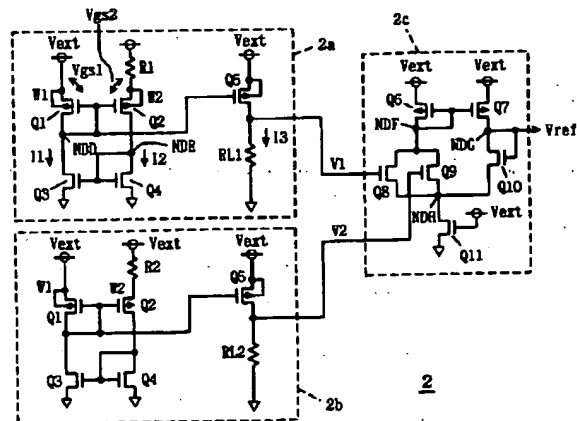 Vgs2
Vext Vext 2a
Vgs1 R1 Vext
W1 W2 Q5
Q1 Q2
I1 NDD I2 NDE I3
Q3 Q4 RL1 V1
2c
Vext Vext
Q6 Q7
NDF NDG Vref
Q8 Q9 Q10
NDH Vext
Q11
V2
Vext Vext
R2 Vext
W1 W2 Q5
Q1 Q2
Q3 Q4 RL2
2b
2